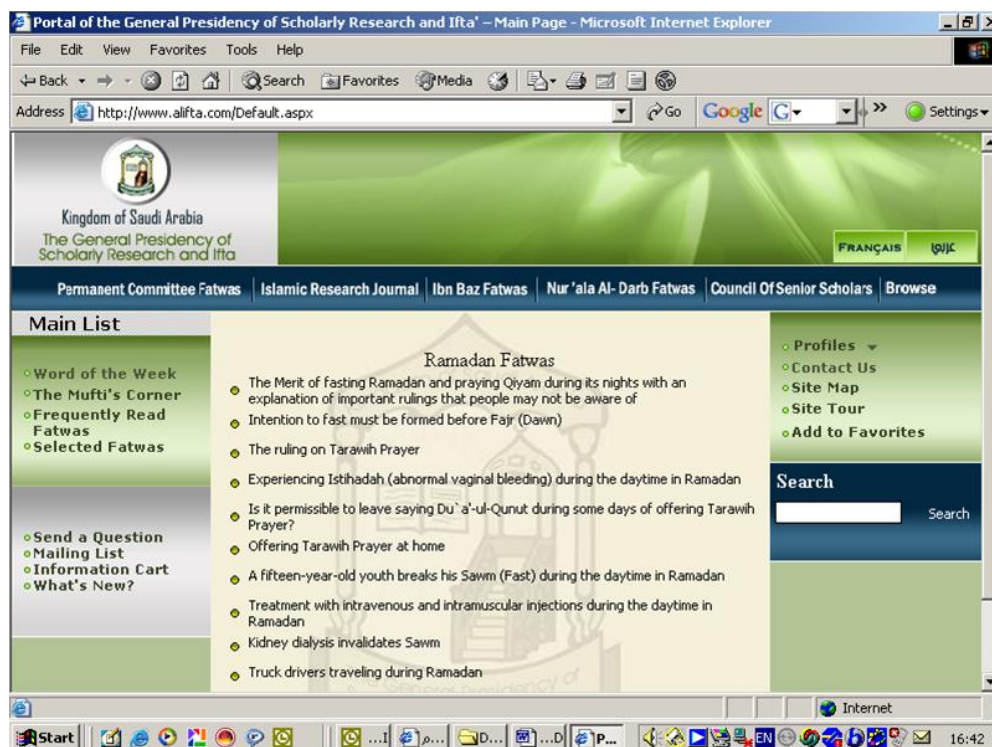 Portal of the General Presidency of Scholarly Research and Ifta' – Main Page - Microsoft Internet Explorer
File Edit View Favorites Tools Help
Back Search Favorites Media
Address http://www.alifta.com/Default.aspx Go Google G Settings
Kingdom of Saudi Arabia
The General Presidency of
Scholarly Research and Ifta
FRANÇAIS عربي
Permanent Committee Fatwas Islamic Research Journal Ibn Baz Fatwas Nur 'ala Al- Darb Fatwas Council Of Senior Scholars Browse
Main List
Word of the Week
The Mufti's Corner
Frequently Read
Fatwas
Selected Fatwas
Send a Question
Mailing List
Information Cart
What's New?
Ramadan Fatwas
The Merit of fasting Ramadan and praying Qiyam during its nights with an
explanation of important rulings that people may not be aware of
Intention to fast must be formed before Fajr (Dawn)
The ruling on Tarawih Prayer
Experiencing Istihadah (abnormal vaginal bleeding) during the daytime in Ramadan
Is it permissible to leave saying Du`a'-ul-Qunut during some days of offering Tarawih
Prayer?
Offering Tarawih Prayer at home
A fifteen-year-old youth breaks his Sawm (Fast) during the daytime in Ramadan
Treatment with intravenous and intramuscular injections during the daytime in
Ramadan
Kidney dialysis invalidates Sawm
Truck drivers traveling during Ramadan
The General Presidency of
Profiles
Contact Us
Site Map
Site Tour
Add to Favorites
Search
Search
Internet
Start ...I ...D... ...D P... EN 16:42